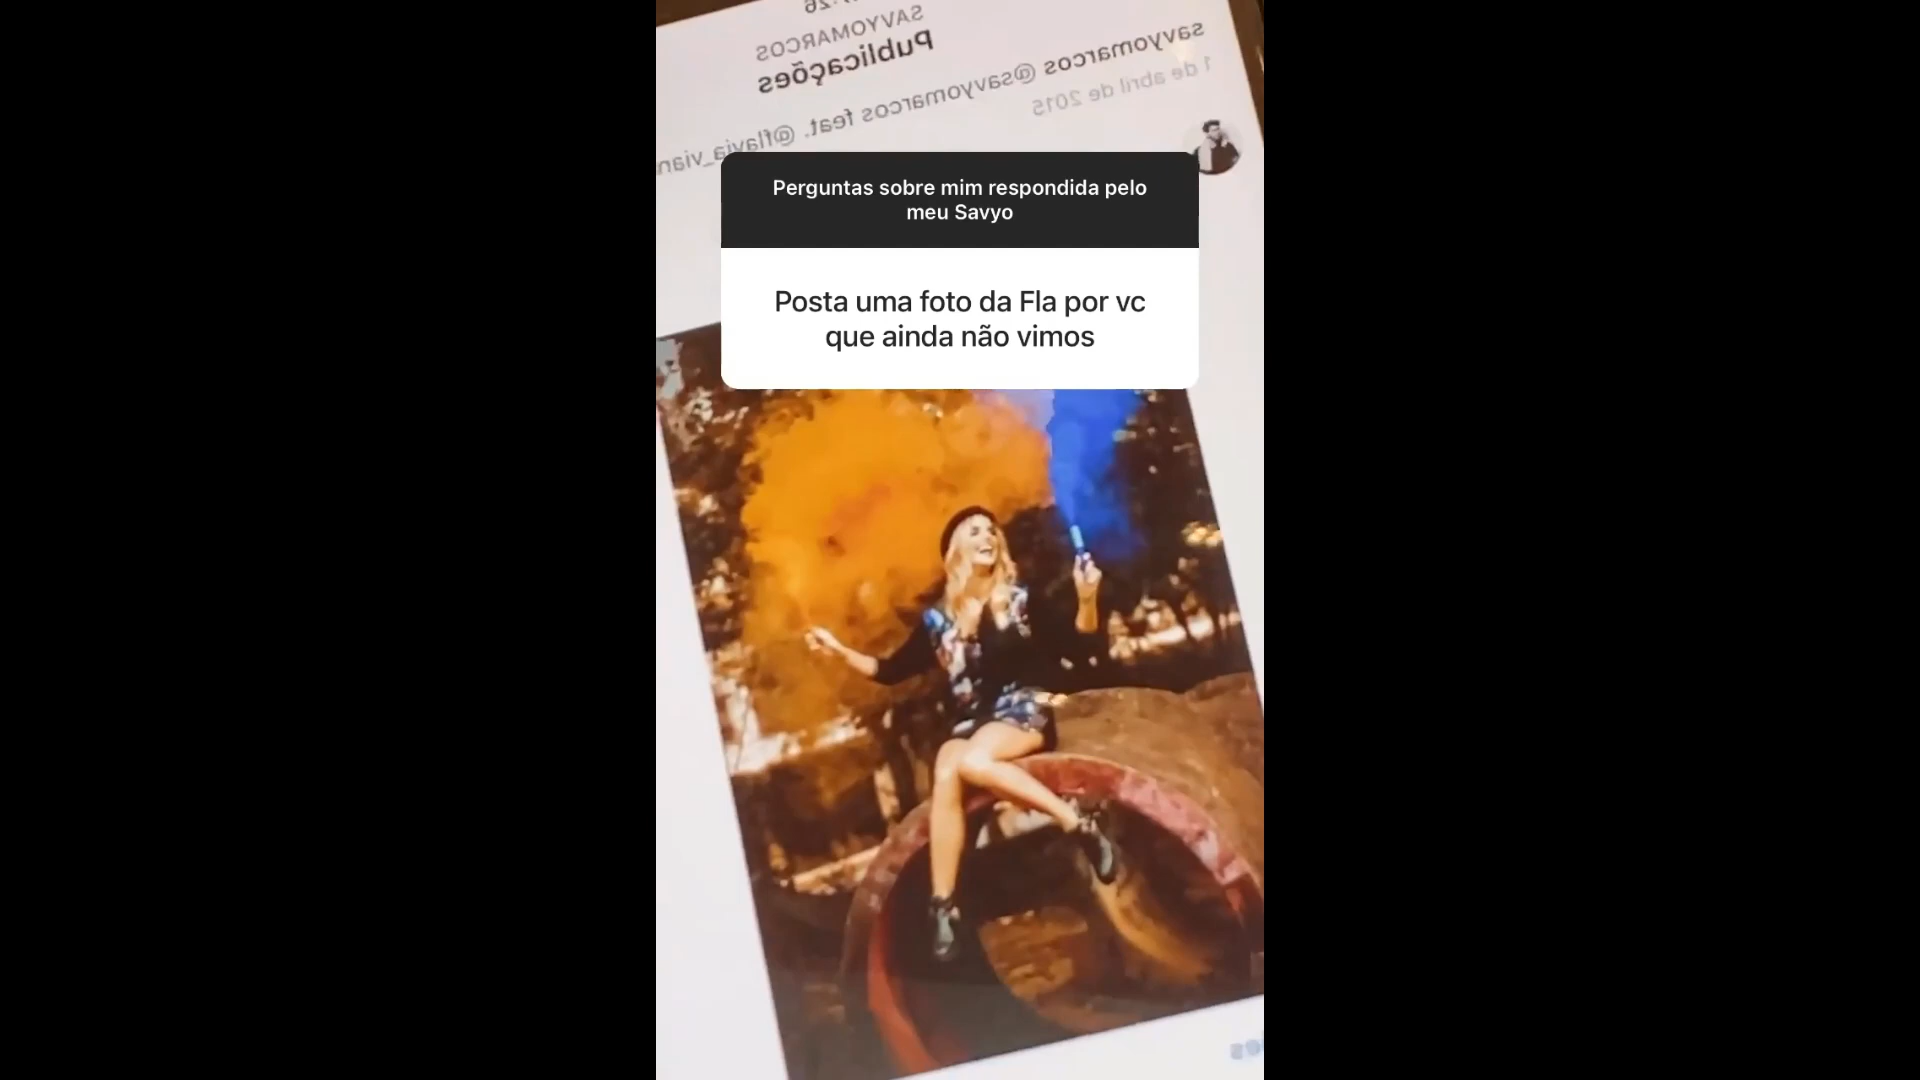 SAVYOMARCOS
Publicações
savyomarcos @savyomarcos feat. @flavia_vian
1 de abril de 2015
Perguntas sobre mim respondida pelo
meu Savyo
Posta uma foto da Fla por vc
que ainda não vimos